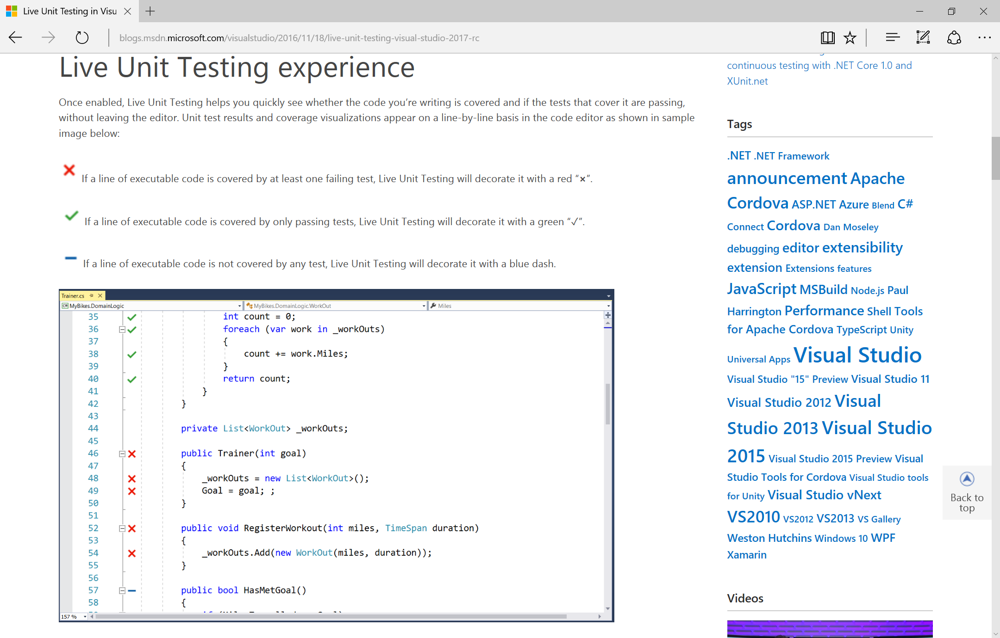 Live Unit Testing in Visu
blogs.msdn.microsoft.com/visualstudio/2016/11/18/live-unit-testing-visual-studio-2017-rc
Live Unit Testing experience
Once enabled, Live Unit Testing helps you quickly see whether the code you’re writing is covered and if the tests that cover it are passing,
without leaving the editor. Unit test results and coverage visualizations appear on a line-by-line basis in the code editor as shown in sample
image below:
If a line of executable code is covered by at least one failing test, Live Unit Testing will decorate it with a red “×”.
If a line of executable code is covered by only passing tests, Live Unit Testing will decorate it with a green “✓”.
If a line of executable code is not covered by any test, Live Unit Testing will decorate it with a blue dash.
Trainer.cs
MyBikes.DomainLogic MyBikes.DomainLogic.WorkOut Miles
35 int count = 0;
36 foreach (var work in _workOuts)
37 {
38 count += work.Miles;
39 }
40 return count;
41 }
42 }
43
44 private List<WorkOut> _workOuts;
45
46 public Trainer(int goal)
47 {
48 _workOuts = new List<WorkOut>();
49 Goal = goal; ;
50 }
51
52 public void RegisterWorkout(int miles, TimeSpan duration)
53 {
54 _workOuts.Add(new WorkOut(miles, duration));
55 }
56
57 public bool HasMetGoal()
58 {
157 %
continuous testing with .NET Core 1.0 and
XUnit.net
Tags
.NET .NET Framework
announcement Apache
Cordova ASP.NET Azure Blend C#
Connect Cordova Dan Moseley
debugging editor extensibility
extension Extensions features
JavaScript MSBuild Node.js Paul
Harrington Performance Shell Tools
for Apache Cordova TypeScript Unity
Universal Apps Visual Studio
Visual Studio "15" Preview Visual Studio 11
Visual Studio 2012 Visual
Studio 2013 Visual Studio
2015 Visual Studio 2015 Preview Visual
Studio Tools for Cordova Visual Studio tools
for Unity Visual Studio vNext
VS2010 VS2012 VS2013 VS Gallery
Weston Hutchins Windows 10 WPF
Xamarin
Back to
top
Videos